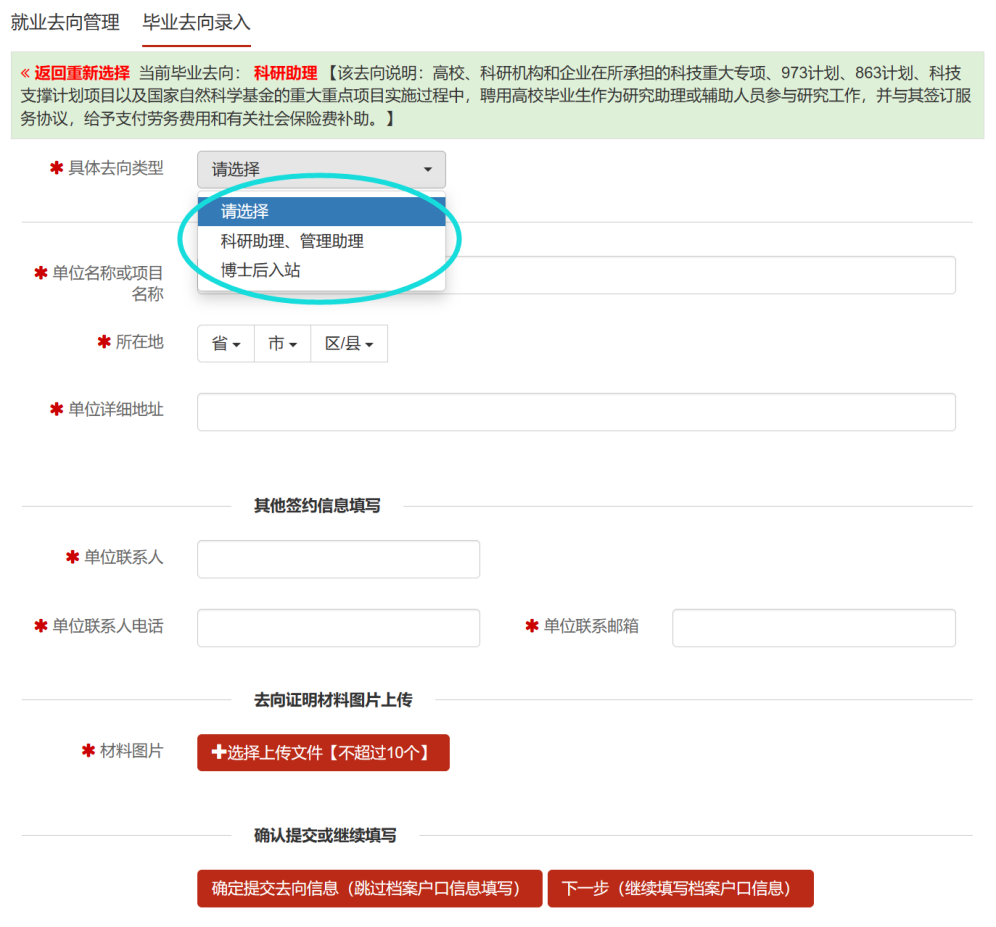 就业去向管理 毕业去向录入
« 返回重新选择 当前毕业去向： 科研助理【该去向说明：高校、科研机构和企业在所承担的科技重大专项、973计划、863计划、科技
支撑计划项目以及国家自然科学基金的重大重点项目实施过程中，聘用高校毕业生作为研究助理或辅助人员参与研究工作，并与其签订服
务协议，给予支付劳务费用和有关社会保险费补助。】
✱ 具体去向类型 请选择
请选择
科研助理、管理助理
博士后入站
✱ 单位名称或项目
名称
✱ 所在地 省 市 区/县
✱ 单位详细地址
其他签约信息填写
✱ 单位联系人
✱ 单位联系人电话 ✱ 单位联系邮箱
去向证明材料图片上传
✱ 材料图片 ✚选择上传文件【不超过10个】
确认提交或继续填写
确定提交去向信息（跳过档案户口信息填写） 下一步（继续填写档案户口信息）